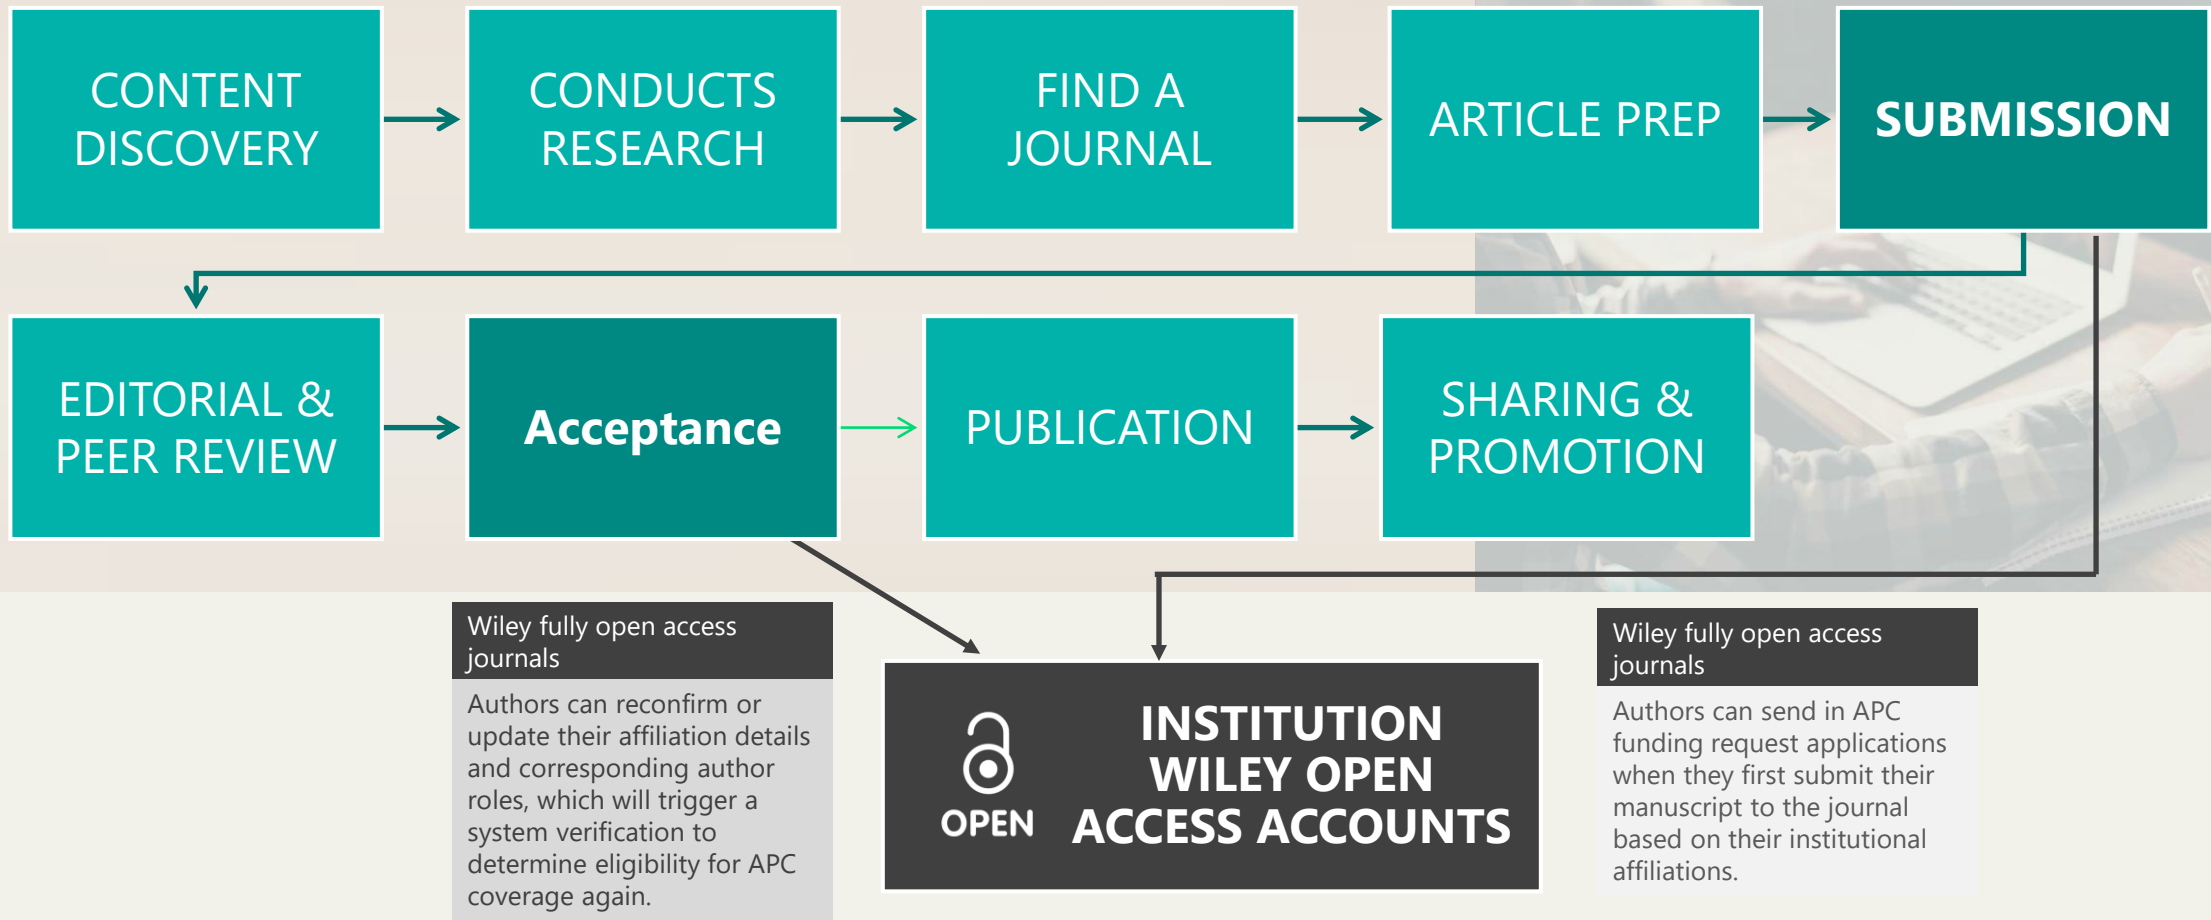 CONTENT
DISCOVERY
CONDUCTS
RESEARCH
FIND A
JOURNAL
ARTICLE PREP
SUBMISSION
EDITORIAL &
PEER REVIEW
Acceptance
PUBLICATION
SHARING &
PROMOTION
Wiley fully open access
journals
Authors can reconfirm or
update their affiliation details
and corresponding author
roles, which will trigger a
system verification to
determine eligibility for APC
coverage again.
OPEN
INSTITUTION
WILEY OPEN
ACCESS ACCOUNTS
Wiley fully open access
journals
Authors can send in APC
funding request applications
when they first submit their
manuscript to the journal
based on their institutional
affiliations.